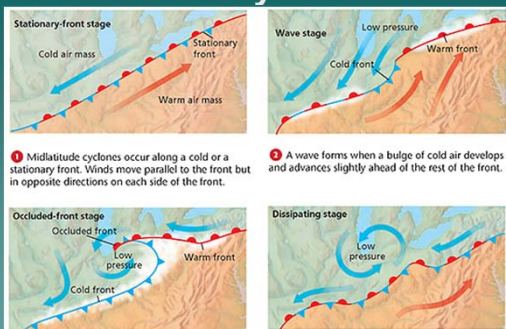 Stationary-front stage
Stationary
front
Cold air mass
Warm air mass
Wave stage
Low pressure
Warm front
Cold front
1 Midlatitude cyclones occur along a cold or a
stationary front. Winds move parallel to the front but
in opposite directions on each side of the front.
2 A wave forms when a bulge of cold air develops
and advances slightly ahead of the rest of the front.
Occluded-front stage
Occluded front
Low
pressure
Warm front
Cold front
Dissipating stage
Low
pressure